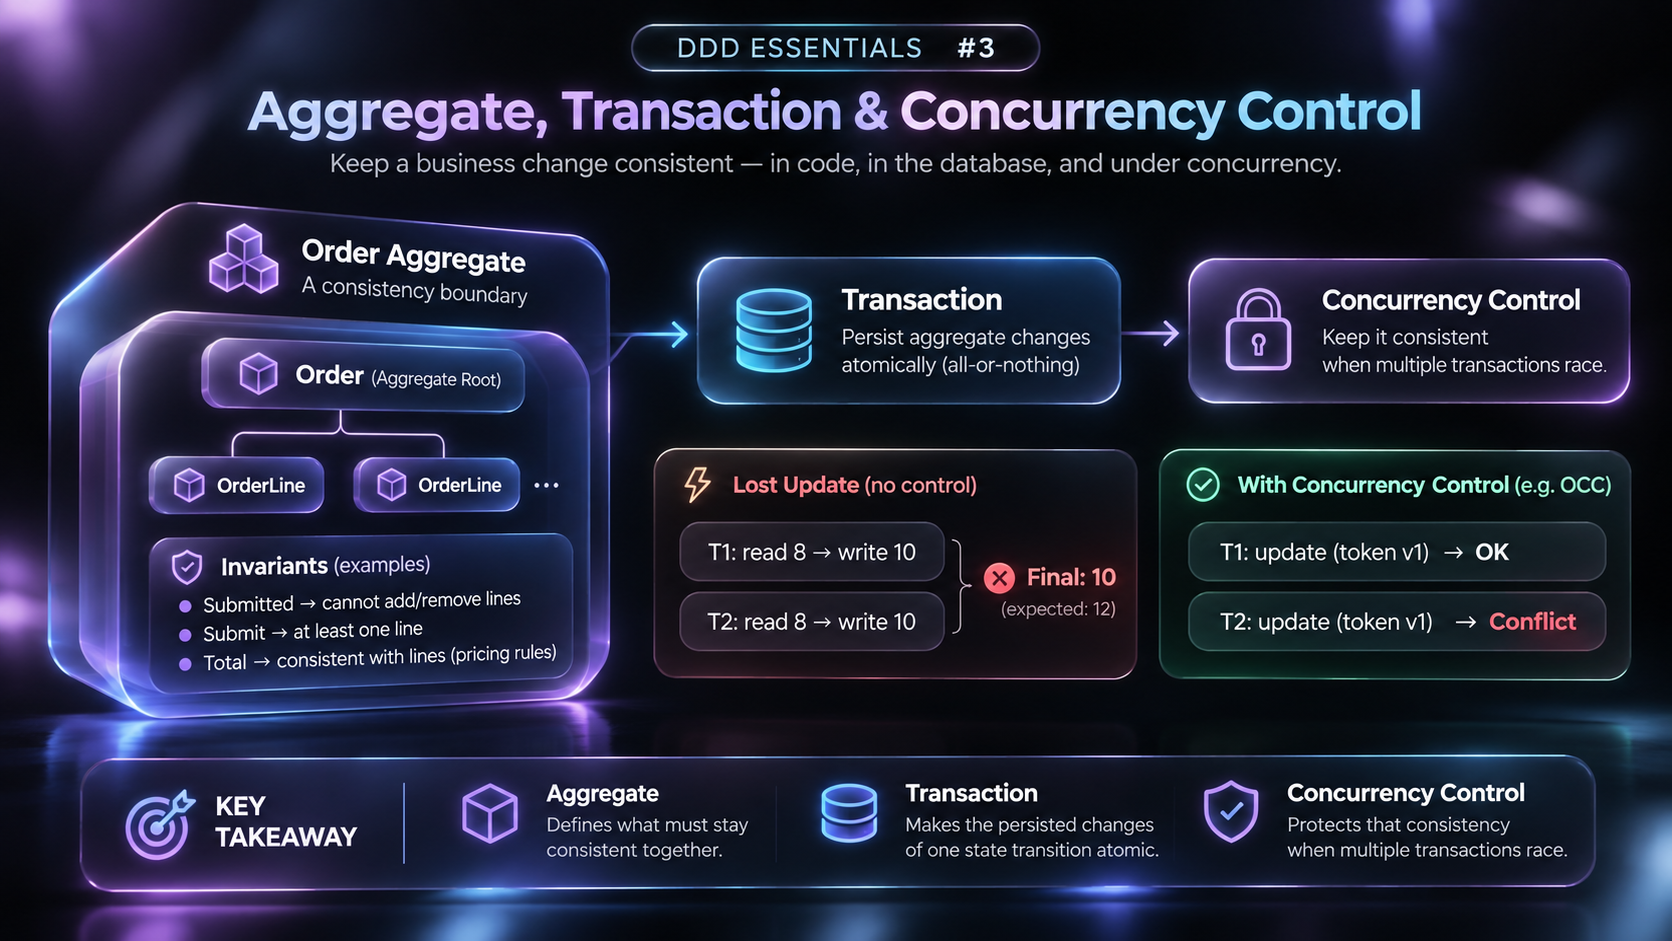 DDD ESSENTIALS #3
Aggregate, Transaction & Concurrency Control
Keep a business change consistent — in code, in the database, and under concurrency.
Order Aggregate
A consistency boundary
Order (Aggregate Root)
OrderLine
OrderLine
...
Invariants (examples)
Submitted → cannot add/remove lines
Submit → at least one line
Total → consistent with lines (pricing rules)
Transaction
Persist aggregate changes
atomically (all-or-nothing)
Concurrency Control
Keep it consistent
when multiple transactions race.
Lost Update (no control)
T1: read 8 → write 10
T2: read 8 → write 10
Final: 10
(expected: 12)
With Concurrency Control (e.g. OCC)
T1: update (token v1) → OK
T2: update (token v1) → Conflict
KEY
TAKEAWAY
Aggregate
Defines what must stay
consistent together.
Transaction
Makes the persisted changes
of one state transition atomic.
Concurrency Control
Protects that consistency
when multiple transactions race.